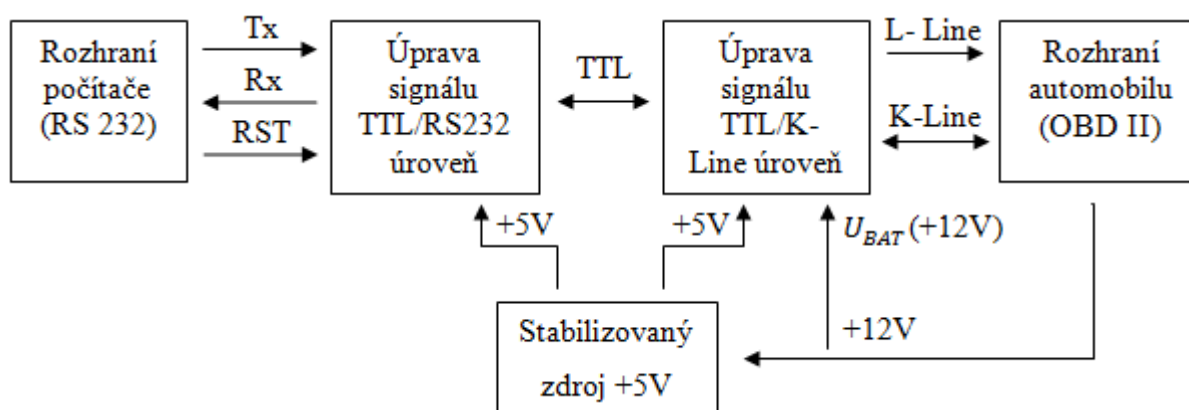 Rozhraní
počítače
(RS 232)
Tx
Rx
RST
Úprava
signálu
TTL/RS232
úroveň
TTL
Úprava
signálu
TTL/K-
Line úroveň
L- Line
K-Line
Rozhraní
automobilu
(OBD II)
+5V
+5V
U_BAT (+12V)
+12V
Stabilizovaný
zdroj +5V